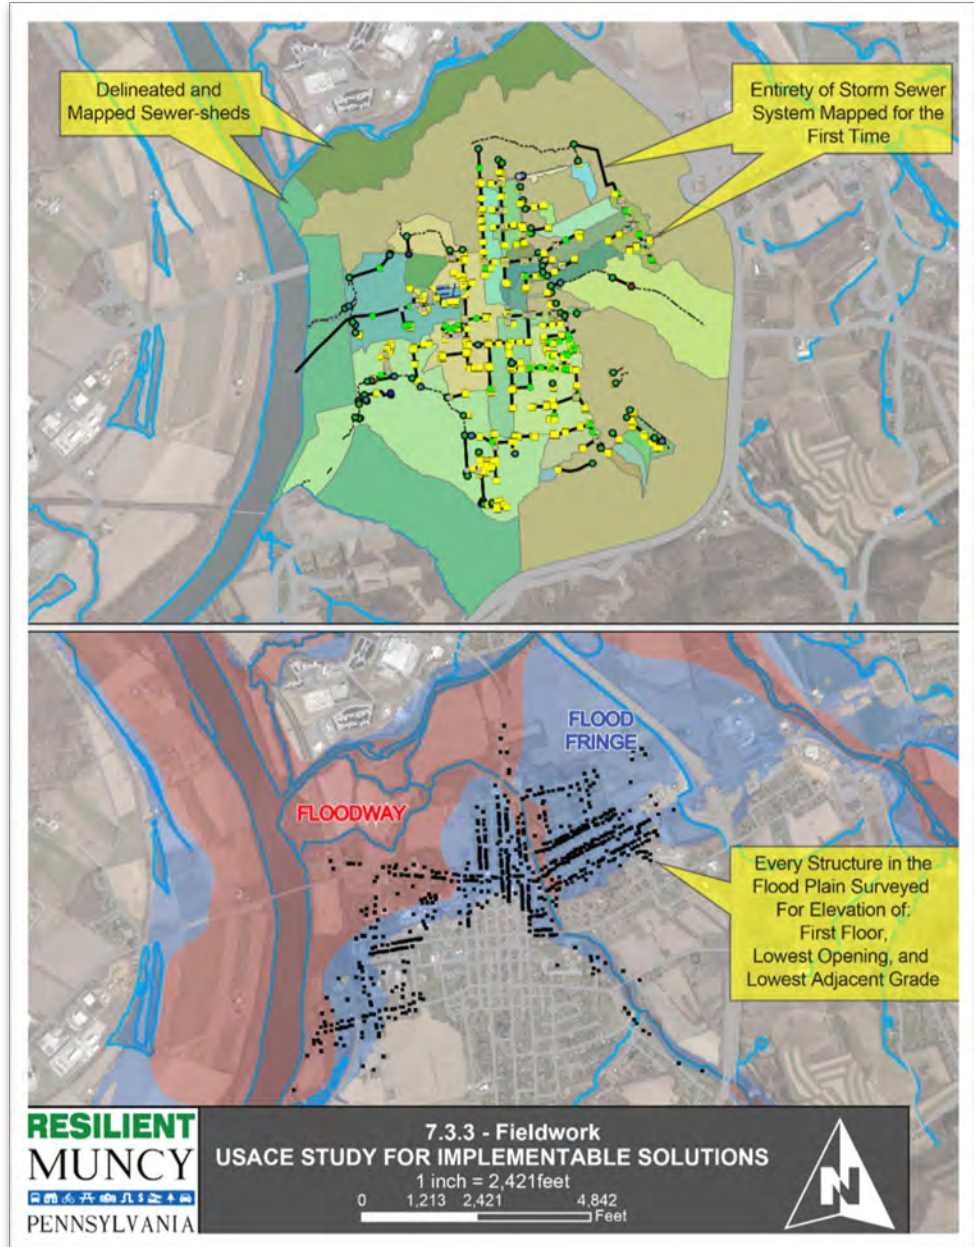 Delineated and
Mapped Sewer-sheds
Entirety of Storm Sewer
System Mapped for the
First Time
FLOOD
FRINGE
FLOODWAY
Every Structure in the
Flood Plain Surveyed
For Elevation of:
First Floor,
Lowest Opening, and
Lowest Adjacent Grade
RESILIENT
MUNCY
PENNSYLVANIA
7.3.3 - Fieldwork
USACE STUDY FOR IMPLEMENTABLE SOLUTIONS
1 inch = 2,421feet
0 1,213 2,421 4,842
Feet
N